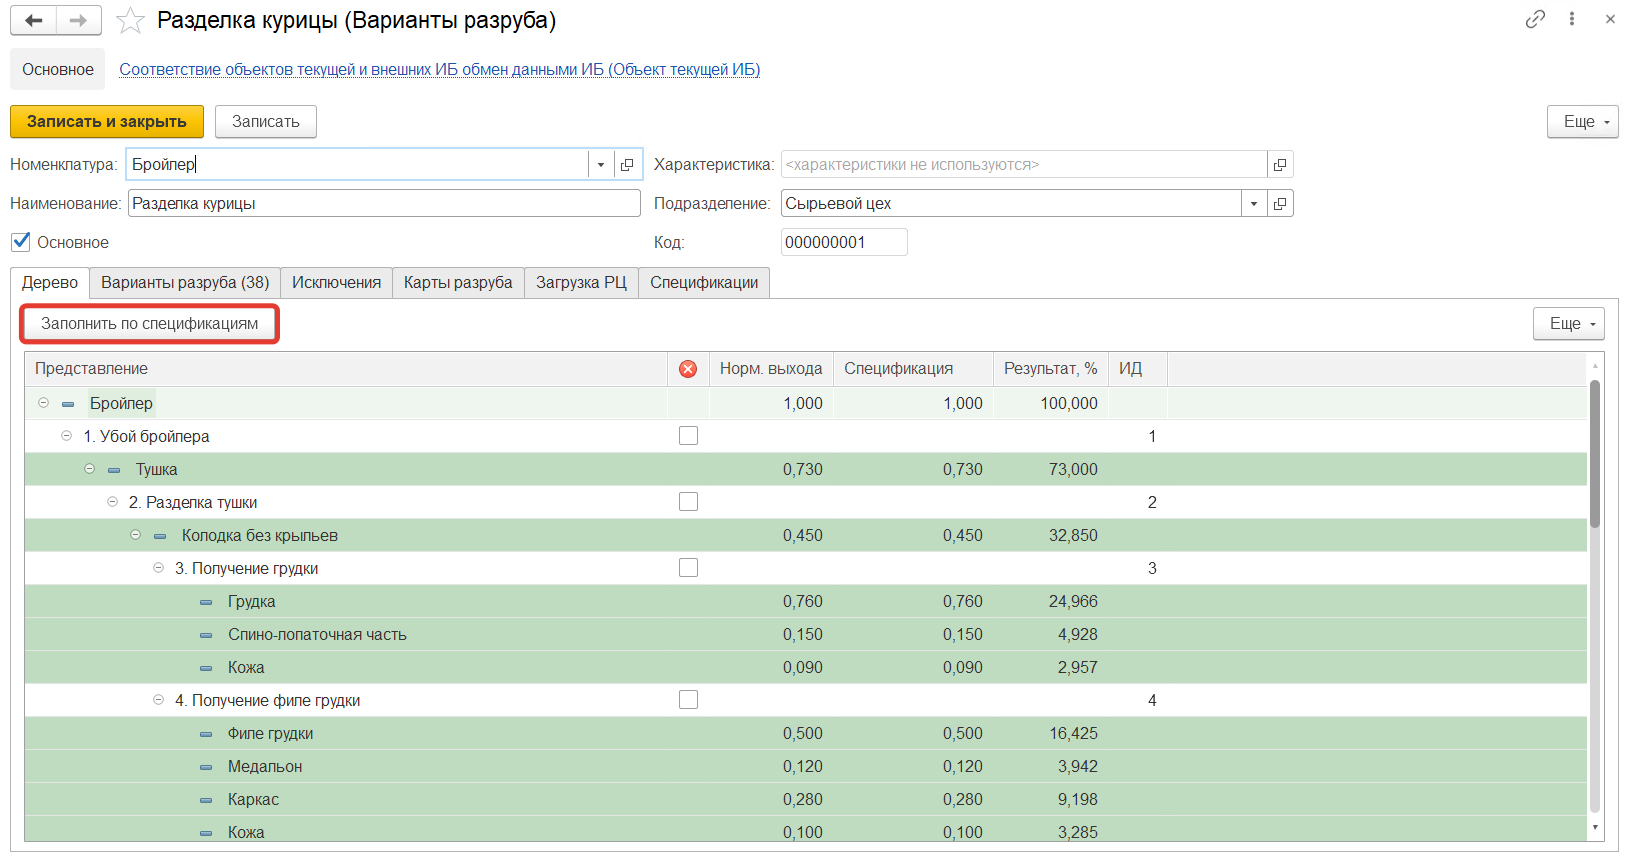 Разделка курицы (Варианты разруба)
Основное Соответствие объектов текущей и внешних ИБ обмен данными ИБ (Объект текущей ИБ)
Записать и закрыть Записать Еще
Номенклатура: Бройлер Характеристика: <характеристики не используются>
Наименование: Разделка курицы Подразделение: Сырьевой цех
Основное Код: 000000001
Дерево Варианты разруба (38) Исключения Карты разруба Загрузка РЦ Спецификации
Заполнить по спецификациям Еще
Представление Норм. выхода Спецификация Результат, % ИД
Бройлер 1,000 1,000 100,000
1. Убой бройлера 1
Тушка 0,730 0,730 73,000
2. Разделка тушки 2
Колодка без крыльев 0,450 0,450 32,850
3. Получение грудки 3
Грудка 0,760 0,760 24,966
Спино-лопаточная часть 0,150 0,150 4,928
Кожа 0,090 0,090 2,957
4. Получение филе грудки 4
Филе грудки 0,500 0,500 16,425
Медальон 0,120 0,120 3,942
Каркас 0,280 0,280 9,198
Кожа 0,100 0,100 3,285